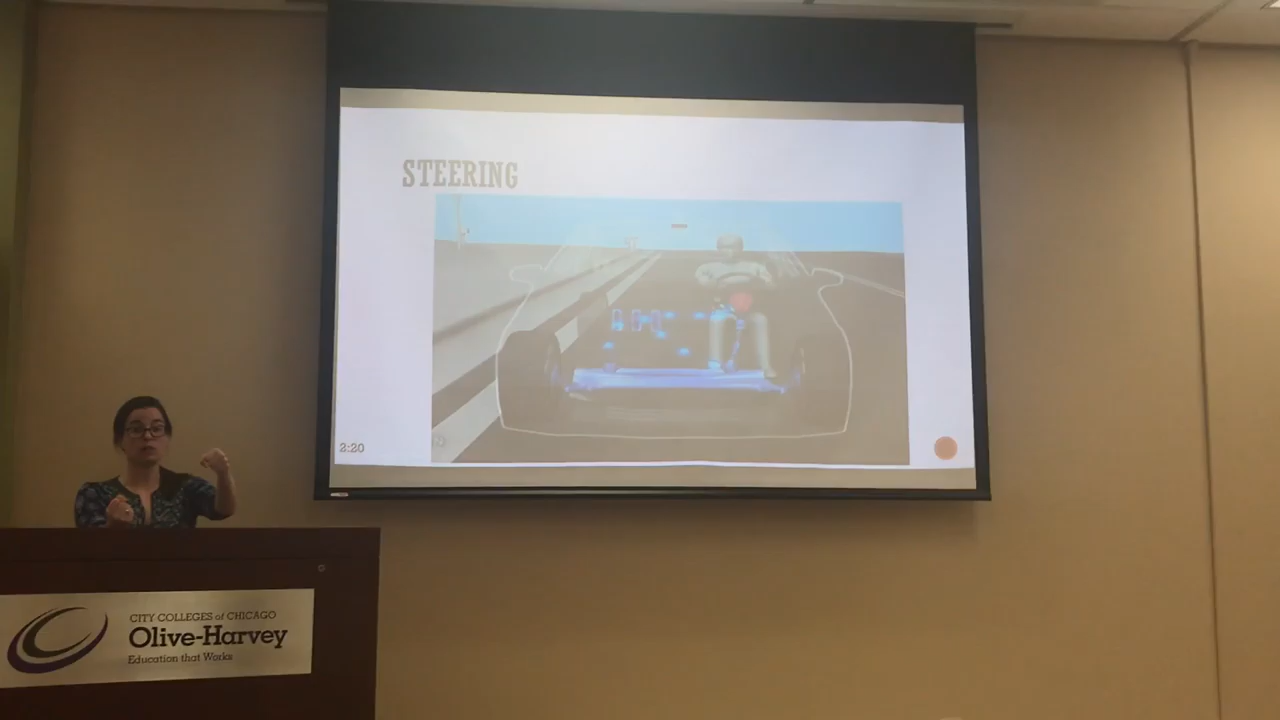 STEERING
2:20
CITY COLLEGES of CHICAGO
Olive-Harvey
Education that Works